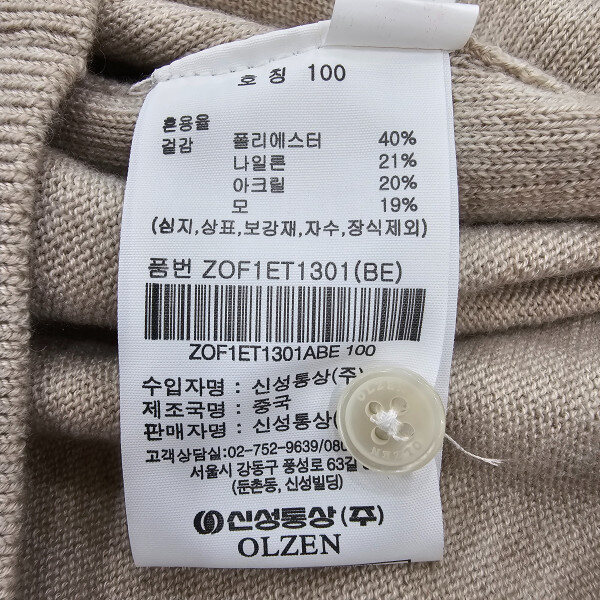 호칭 100
혼용율
겉감 폴리에스터 40%
나일론 21%
아크릴 20%
모 19%
(심지,상표,보강재,자수,장식제외)
품번 ZOF1ET1301(BE)
ZOF1ET1301ABE 100
수입자명 : 신성통상(주)
제조국명 : 중국
판매자명 : 신성통상(주
고객상담실:02-752-9639/080
서울시 강동구 풍성로 63길
(둔촌동, 신성빌딩)
신성통상(주)
OLZEN
OLZEN